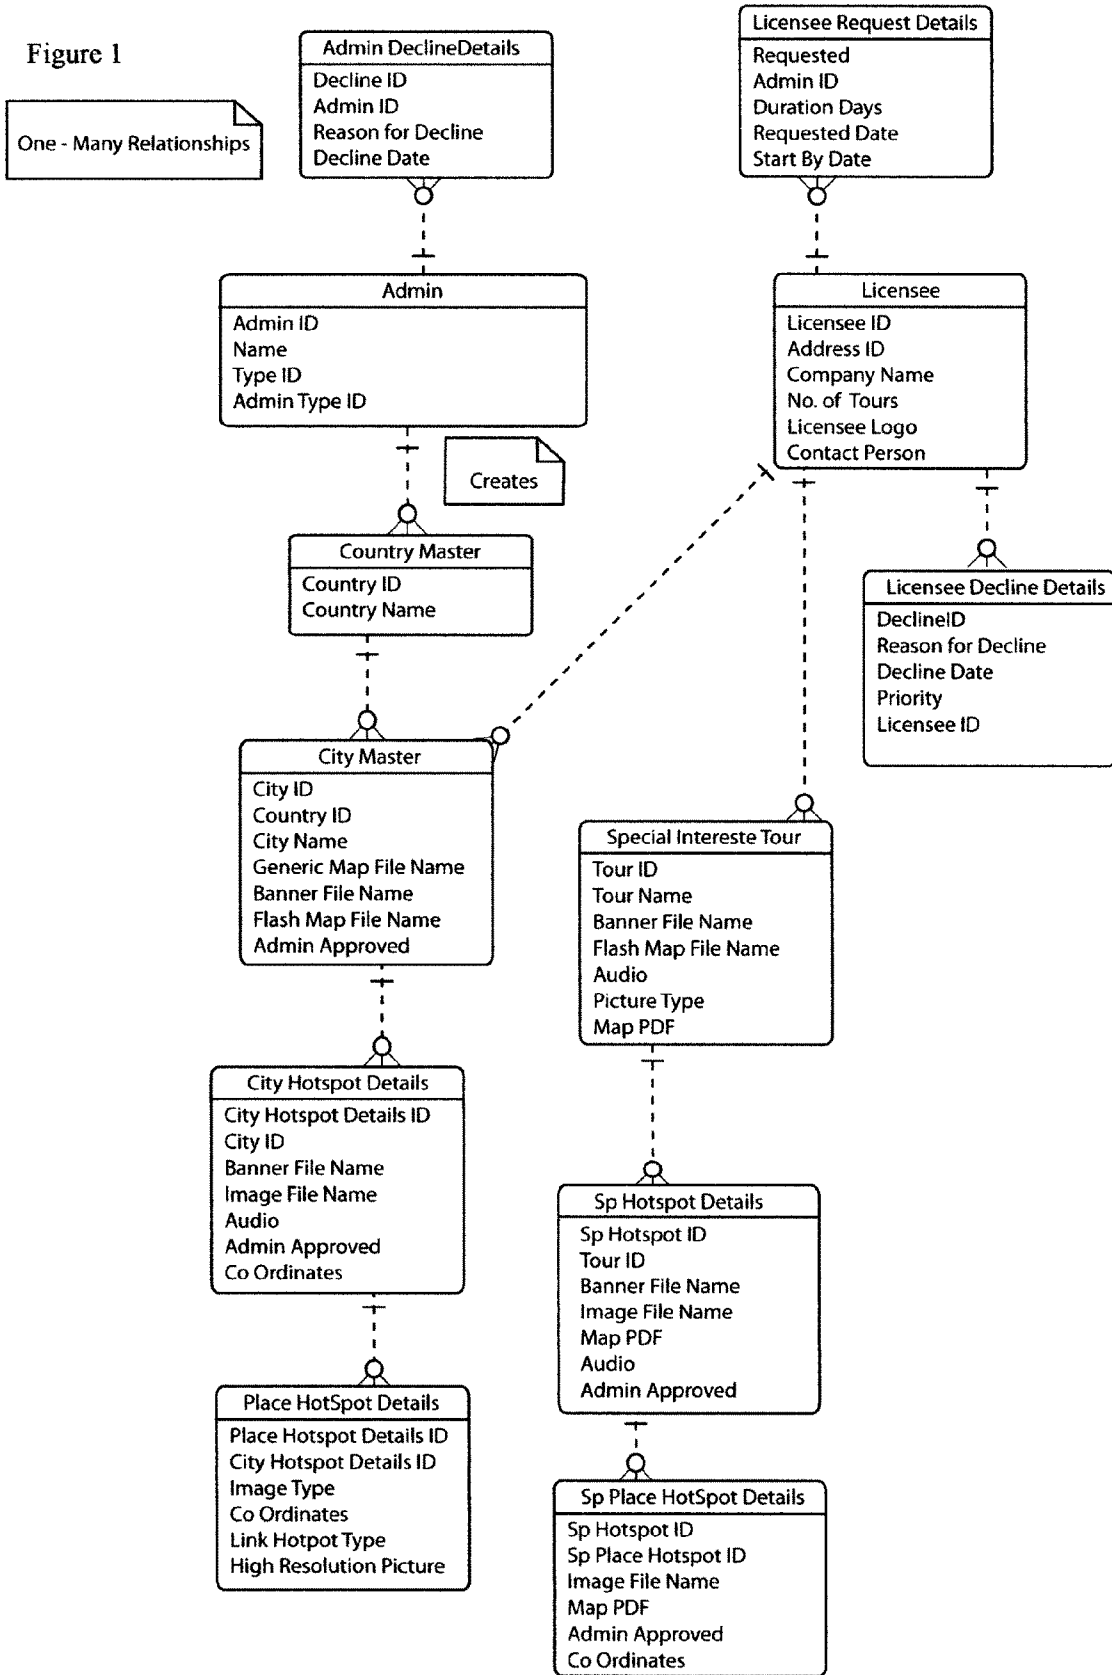 Figure 1
One - Many Relationships
Admin DeclineDetails
Decline ID
Admin ID
Reason for Decline
Decline Date
Licensee Request Details
Requested
Admin ID
Duration Days
Requested Date
Start By Date
Admin
Admin ID
Name
Type ID
Admin Type ID
Licensee
Licensee ID
Address ID
Company Name
No. of Tours
Licensee Logo
Contact Person
Creates
Country Master
Country ID
Country Name
Licensee Decline Details
DeclineID
Reason for Decline
Decline Date
Priority
Licensee ID
City Master
City ID
Country ID
City Name
Generic Map File Name
Banner File Name
Flash Map File Name
Admin Approved
Special Intereste Tour
Tour ID
Tour Name
Banner File Name
Flash Map File Name
Audio
Picture Type
Map PDF
City Hotspot Details
City Hotspot Details ID
City ID
Banner File Name
Image File Name
Audio
Admin Approved
Co Ordinates
Sp Hotspot Details
Sp Hotspot ID
Tour ID
Banner File Name
Image File Name
Map PDF
Audio
Admin Approved
Place HotSpot Details
Place Hotspot Details ID
City Hotspot Details ID
Image Type
Co Ordinates
Link Hotpot Type
High Resolution Picture
Sp Place HotSpot Details
Sp Hotspot ID
Sp Place Hotspot ID
Image File Name
Map PDF
Admin Approved
Co Ordinates